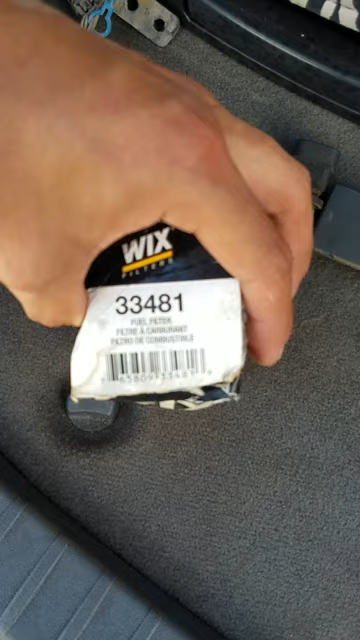 WIX
FILTERS
33481
FUEL FILTER
FILTRE À CARBURANT
FILTRO DE COMBUSTIBLE